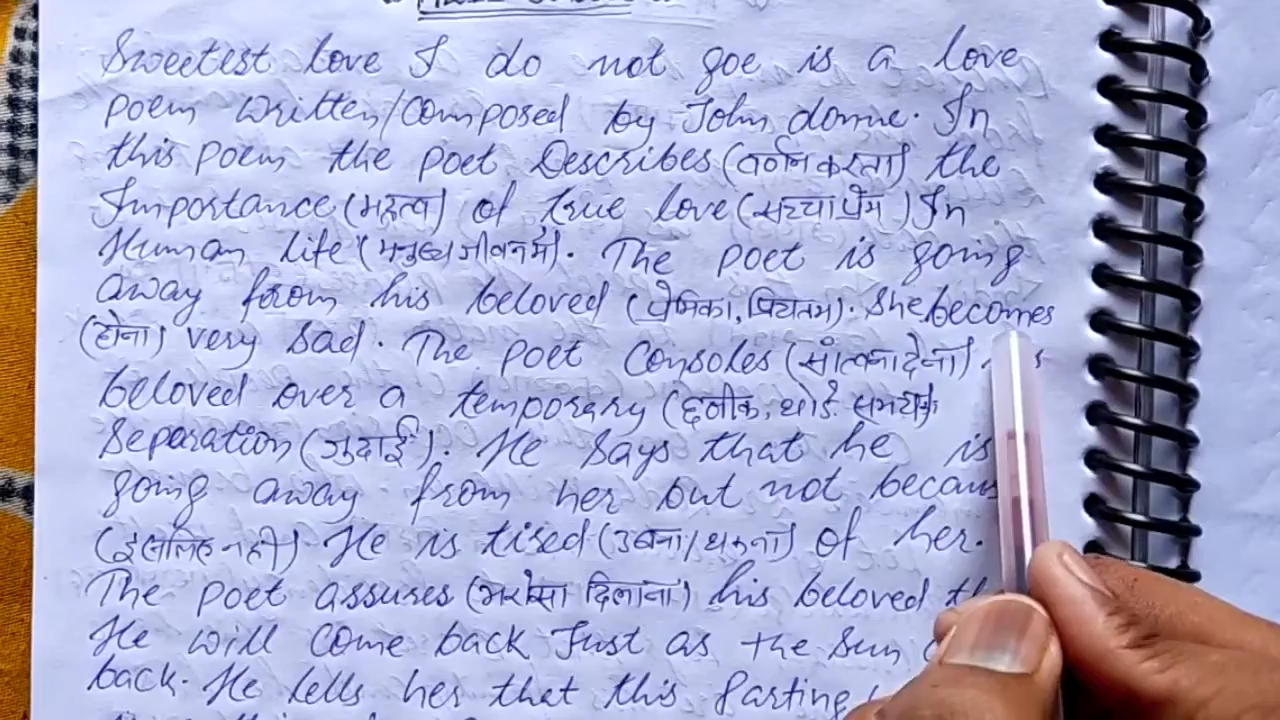 Sweetest love I do not goe is a love
poem written/composed by John donne. In
this poem the poet Describes (वर्णन करता) the
Importance (महत्व) of true love (सच्चा प्रेम) In
Human life (मनुष्य जीवन में). The poet is going
away from his beloved (प्रेमिका, प्रियतम). She becomes
(होना) very sad. The poet Consoles (सांत्वना देना)
beloved over a temporary (क्षणीक, थोड़े समय के
Separation (जुदाई). He says that he is
going away from her but not becaus
(इसलिए नहीं) He is tired (उबना/थकना) of her.
The poet assures (भरोसा दिलाना) his beloved th
He will come back Just as the Sun
back. He tells her that this Parting